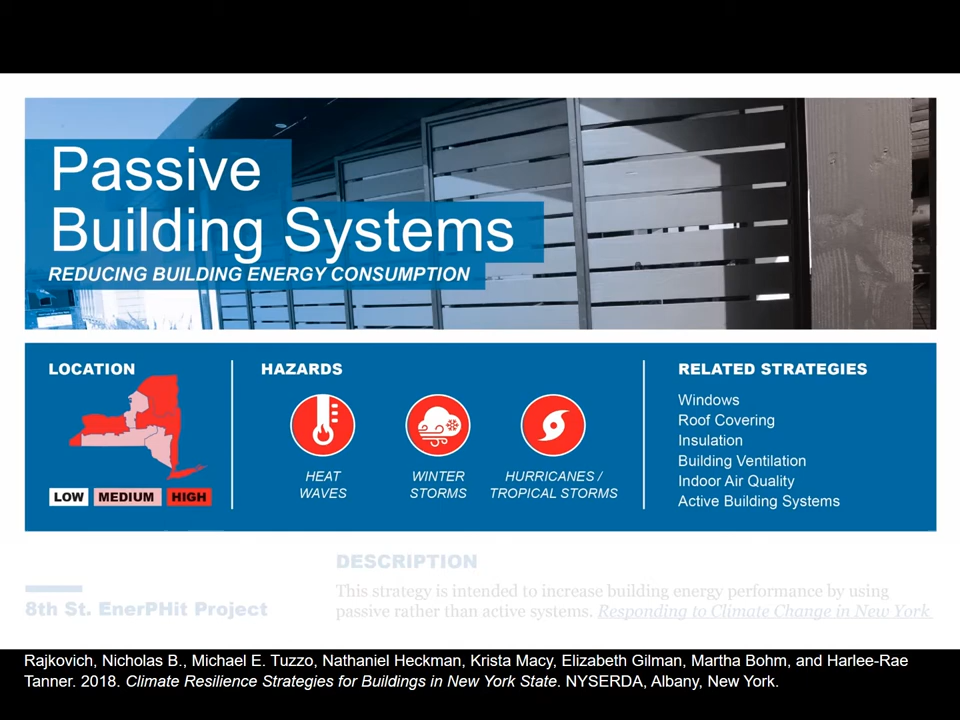 Passive
Building Systems
REDUCING BUILDING ENERGY CONSUMPTION
LOCATION
LOW MEDIUM HIGH
HAZARDS
HEAT
WAVES
WINTER
STORMS
HURRICANES /
TROPICAL STORMS
RELATED STRATEGIES
Windows
Roof Covering
Insulation
Building Ventilation
Indoor Air Quality
Active Building Systems
8th St. EnerPHit Project
DESCRIPTION
This strategy is intended to increase building energy performance by using
passive rather than active systems. Responding to Climate Change in New York
Rajkovich, Nicholas B., Michael E. Tuzzo, Nathaniel Heckman, Krista Macy, Elizabeth Gilman, Martha Bohm, and Harlee-Rae
Tanner. 2018. Climate Resilience Strategies for Buildings in New York State. NYSERDA, Albany, New York.